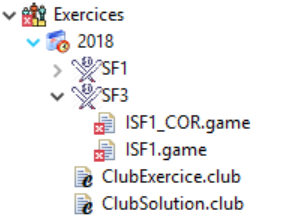 Exercices
2018
SF1
SF3
ISF1_COR.game
ISF1.game
ClubExercice.club
ClubSolution.club